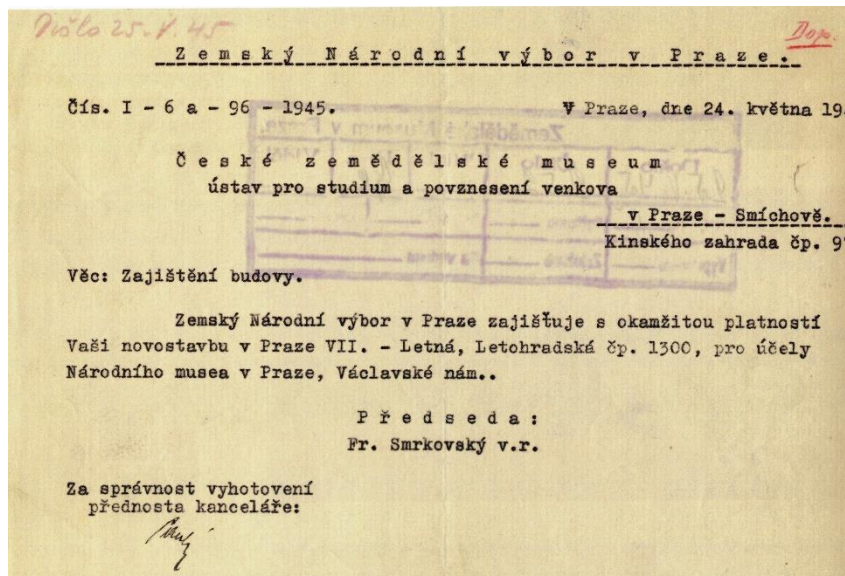 Došlo 25.V.45
Dop.
Zemský Národní výbor v Praze.
Čís. I - 6 a - 96 - 1945.
V Praze, dne 24. května 19
České zemědělské museum
ústav pro studium a povznesení venkova
v Praze - Smíchově.
Kinského zahrada čp. 9
Věc: Zajištění budovy.
Zemský Národní výbor v Praze zajišťuje s okamžitou platností
Vaši novostavbu v Praze VII. - Letná, Letohradská čp. 1300, pro účely
Národního musea v Praze, Václavské nám..
Předseda:
Fr. Smrkovský v.r.
Za správnost vyhotovení
přednosta kanceláře: